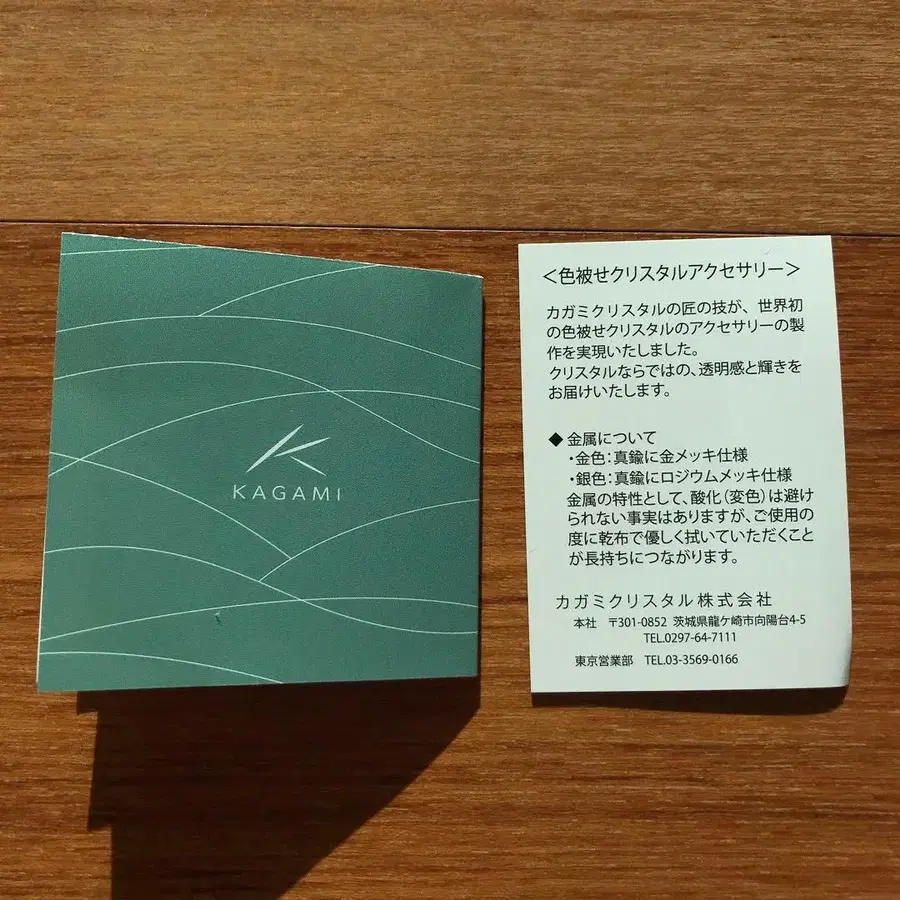 KAGAMI
＜色被せクリスタルアクセサリー＞
カガミクリスタルの匠の技が、世界初
の色被せクリスタルのアクセサリーの製
作を実現いたしました。
クリスタルならではの、透明感と輝きを
お届けいたします。
◆ 金属について
・金色：真鍮に金メッキ仕様
・銀色：真鍮にロジウムメッキ仕様
金属の特性として、酸化（変色）は避け
られない事実はありますが、ご使用の
度に乾布で優しく拭いていただくこと
が長持ちにつながります。
カガミクリスタル株式会社
本社　〒301-0852 茨城県龍ケ崎市向陽台4-5
TEL.0297-64-7111
東京営業部　TEL.03-3569-0166